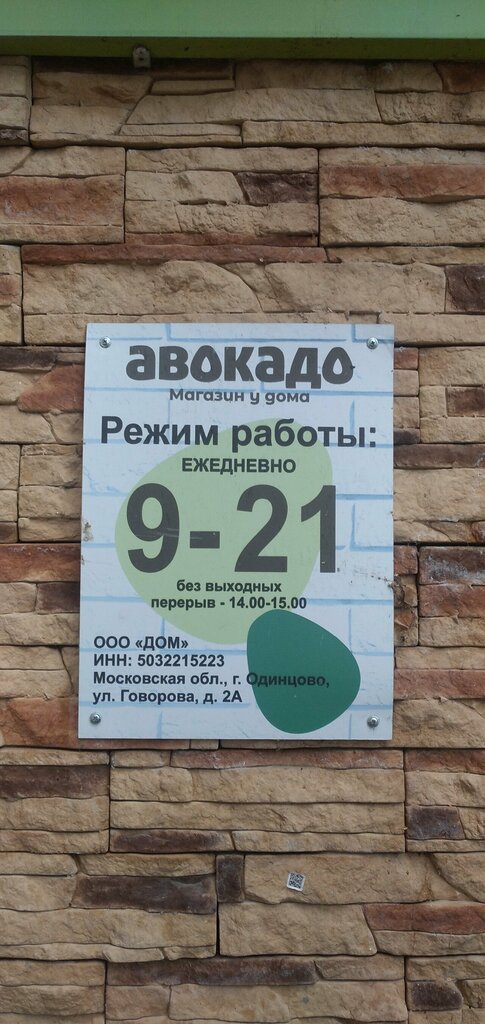 авокадо
Магазин у дома
Режим работы:
ЕЖЕДНЕВНО
9-21
без выходных
перерыв - 14.00-15.00
ООО «ДОМ»
ИНН: 5032215223
Московская обл., г. Одинцово,
ул. Говорова, д. 2А